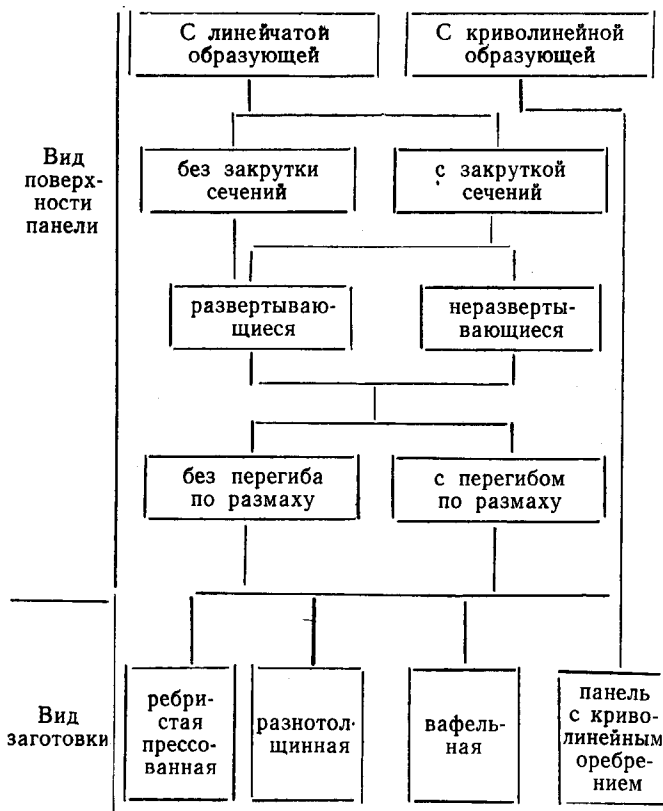 С линейчатой
образующей
С криволинейной
образующей
Вид
поверх-
ности
панели
без закрутки
сечений
с закруткой
сечений
развертываю-
щиеся
неразверты-
вающиеся
без перегиба
по размаху
с перегибом
по размаху
Вид
заготовки
ребри-
стая
прессо-
ванная
разнотол-
щинная
вафель-
ная
панель
с криво-
линейным
оребре-
нием